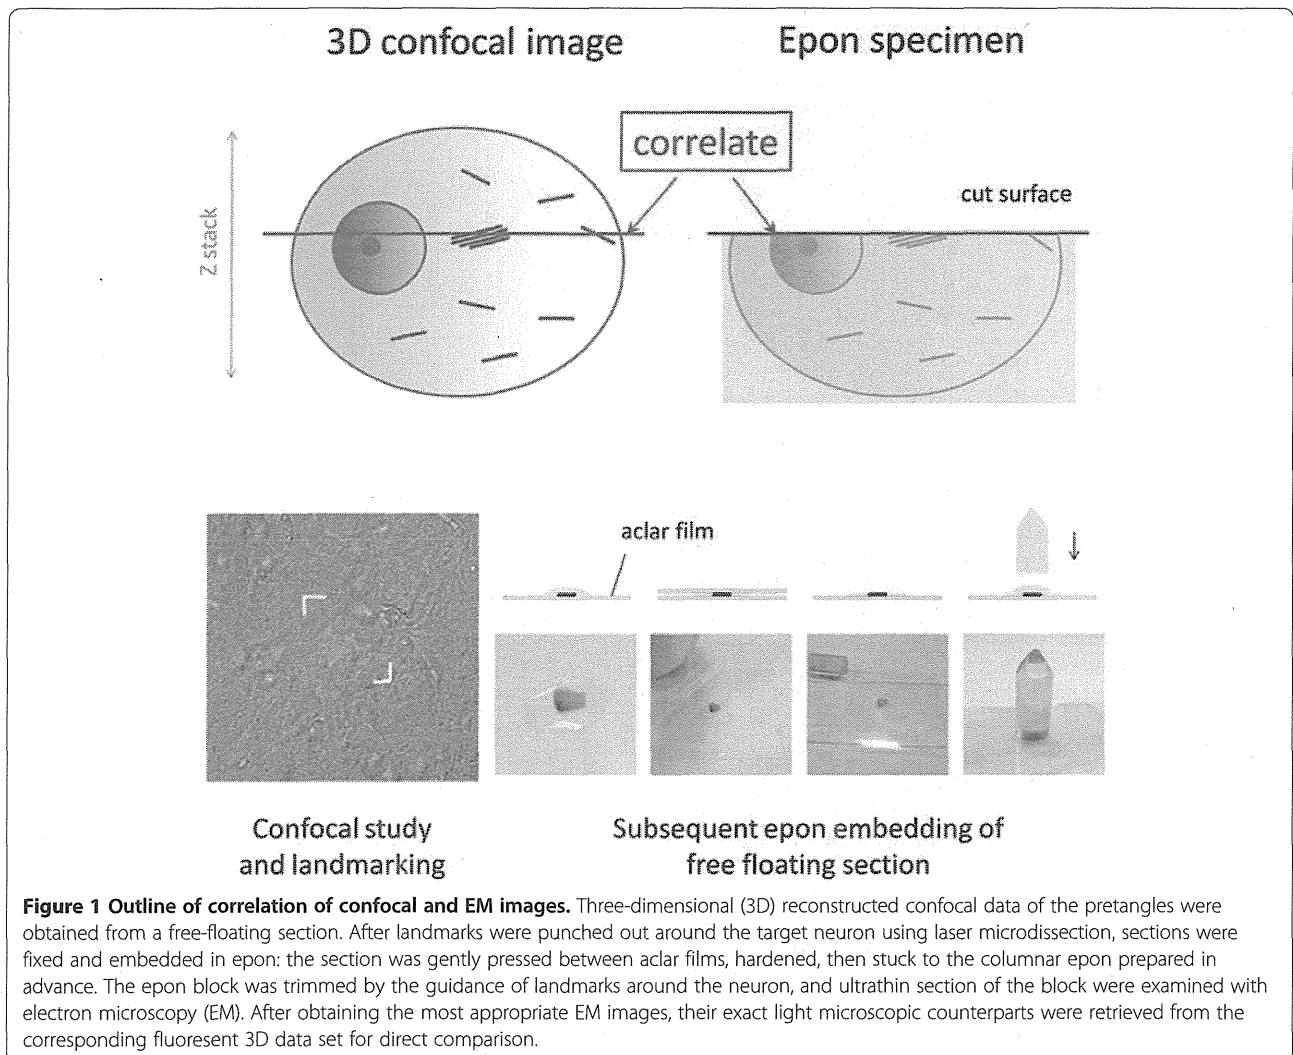 3D confocal image
Epon specimen
correlate
cut surface
Z stack
aclar film
Confocal study
and landmarking
Subsequent epon embedding of
free floating section
Figure 1 Outline of correlation of confocal and EM images. Three-dimensional (3D) reconstructed confocal data of the pretangles were
obtained from a free-floating section. After landmarks were punched out around the target neuron using laser microdissection, sections were
fixed and embedded in epon: the section was gently pressed between aclar films, hardened, then stuck to the columnar epon prepared in
advance. The epon block was trimmed by the guidance of landmarks around the neuron, and ultrathin section of the block were examined with
electron microscopy (EM). After obtaining the most appropriate EM images, their exact light microscopic counterparts were retrieved from the
corresponding fluoresent 3D data set for direct comparison.